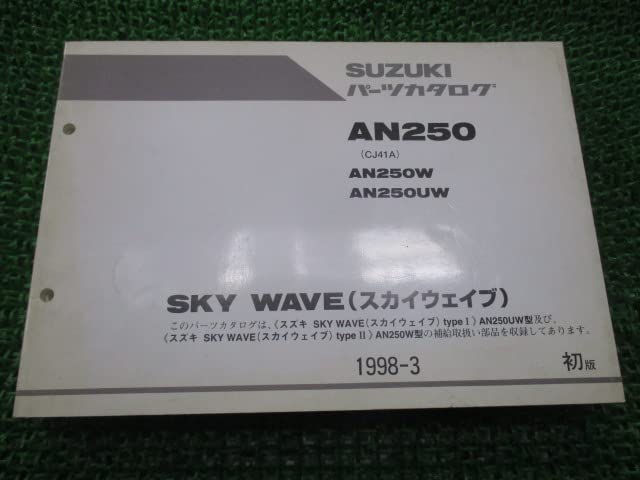 SUZUKI
パーツカタログ
AN250
(CJ41A)
AN250W
AN250UW
SKY WAVE(スカイウェイブ)
このパーツカタログは、《スズキ SKY WAVE(スカイウェイブ) typeⅠ》AN250UW型及び、
《スズキ SKY WAVE(スカイウェイブ) typeⅡ》AN250W型の補給取扱い部品を収録してあります。
1998-3
初版